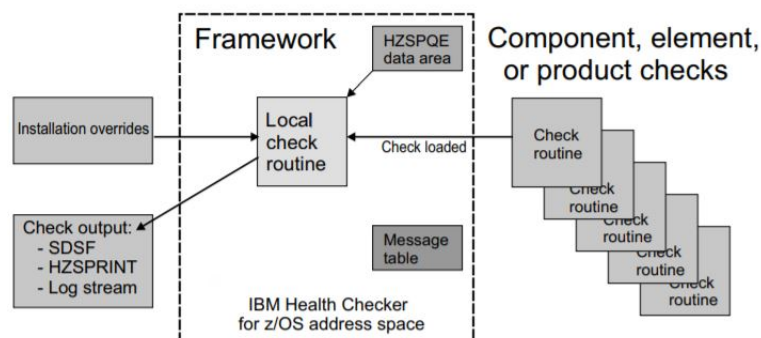 Framework
HZSPQE
data area
Component, element,
or product checks
Installation overrides
Local
check
routine
Check loaded
Check
routine
Check
routine
Check
routine
Check
routine
Check
routine
Check output:
- SDSF
- HZSPRINT
- Log stream
Message
table
IBM Health Checker
for z/OS address space